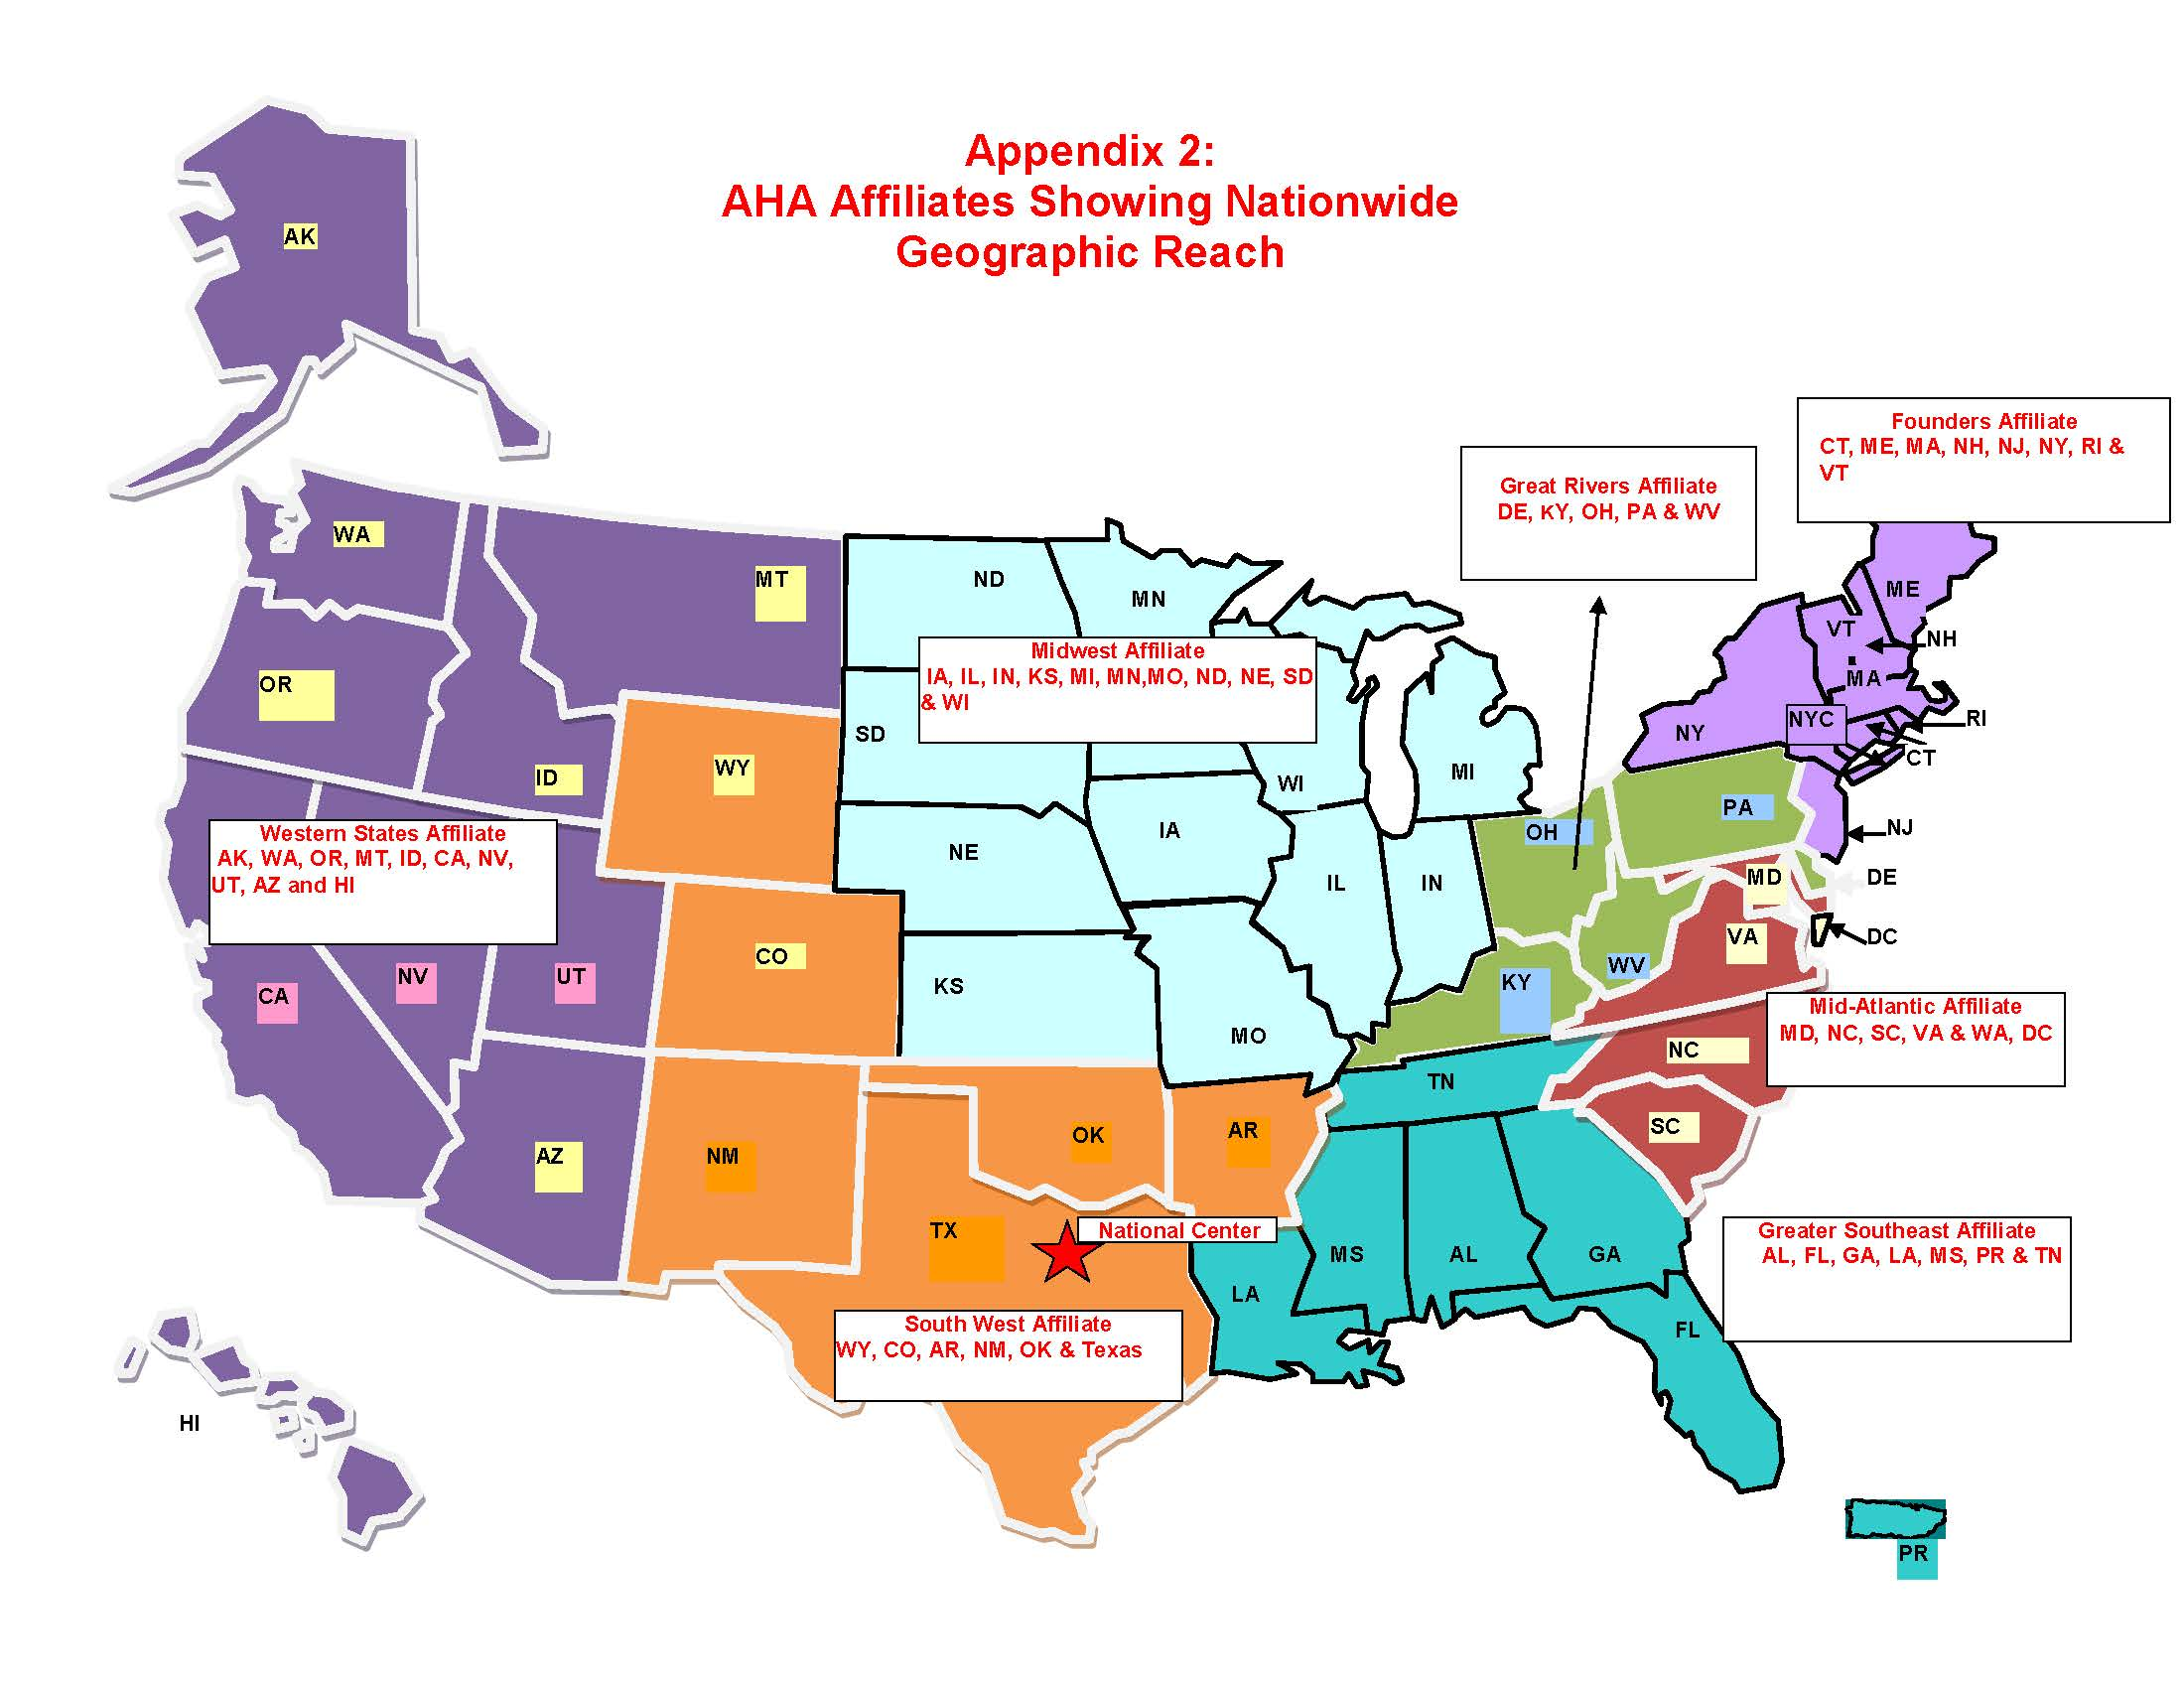 Appendix 2:
AHA Affiliates Showing Nationwide
Geographic Reach
AK
Founders Affiliate
CT, ME, MA, NH, NJ, NY, RI &
VT
Great Rivers Affiliate
DE, KY, OH, PA & WV
WA
MT
ND
MN
ME
VT
NH
Midwest Affiliate
IA, IL, IN, KS, MI, MN,MO, ND, NE, SD
& WI
OR
MA
NYC
RI
SD
NY
CT
WY
ID
MI
WI
PA
Western States Affiliate
AK, WA, OR, MT, ID, CA, NV,
UT, AZ and HI
IA
OH
NJ
NE
IL
IN
MD
DE
VA
DC
CO
WV
NV
UT
KY
KS
CA
Mid-Atlantic Affiliate
MD, NC, SC, VA & WA, DC
MO
NC
TN
SC
OK
AR
AZ
NM
TX
National Center
Greater Southeast Affiliate
AL, FL, GA, LA, MS, PR & TN
MS
AL
GA
LA
South West Affiliate
WY, CO, AR, NM, OK & Texas
FL
HI
PR